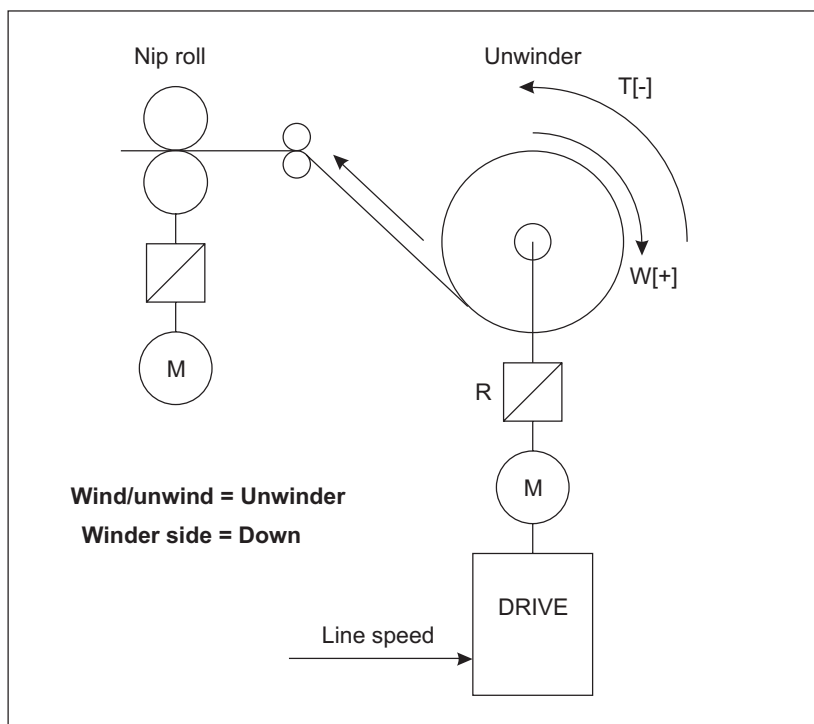 Nip roll
Unwinder
T[-]
W[+]
R
M
M
Wind/unwind = Unwinder
Winder side = Down
DRIVE
Line speed